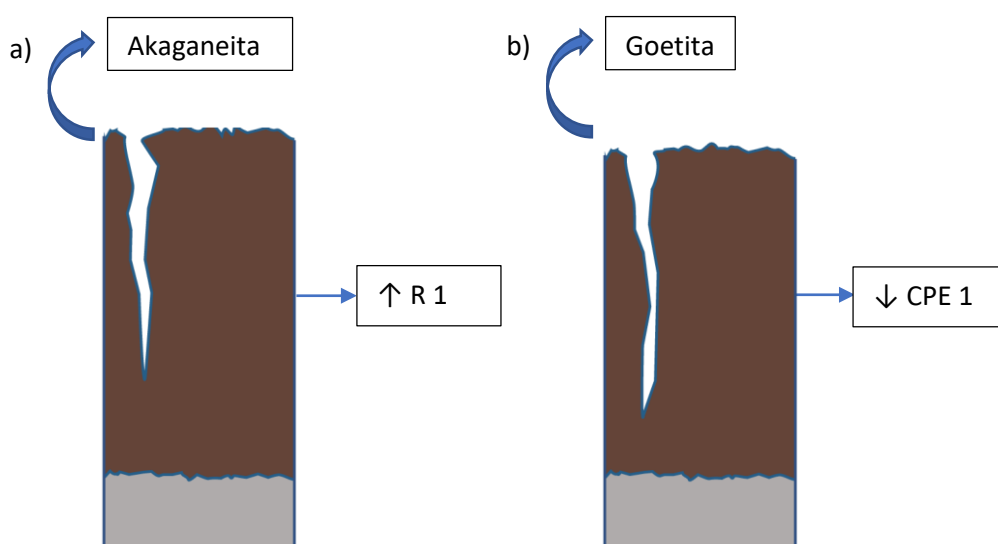 a)
Akaganeita
↑ R 1
b)
Goetita
↓ CPE 1